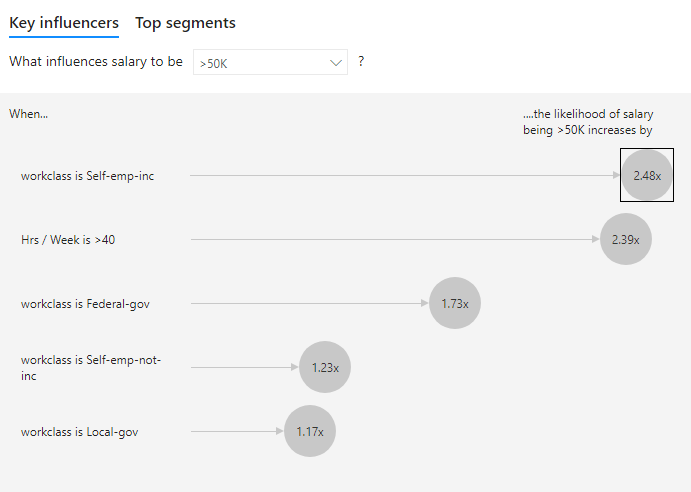 Key influencers Top segments
What influences salary to be >50K ?
When...
....the likelihood of salary
being >50K increases by
workclass is Self-emp-inc 2.48x
Hrs / Week is >40 2.39x
workclass is Federal-gov 1.73x
workclass is Self-emp-not-
inc 1.23x
workclass is Local-gov 1.17x